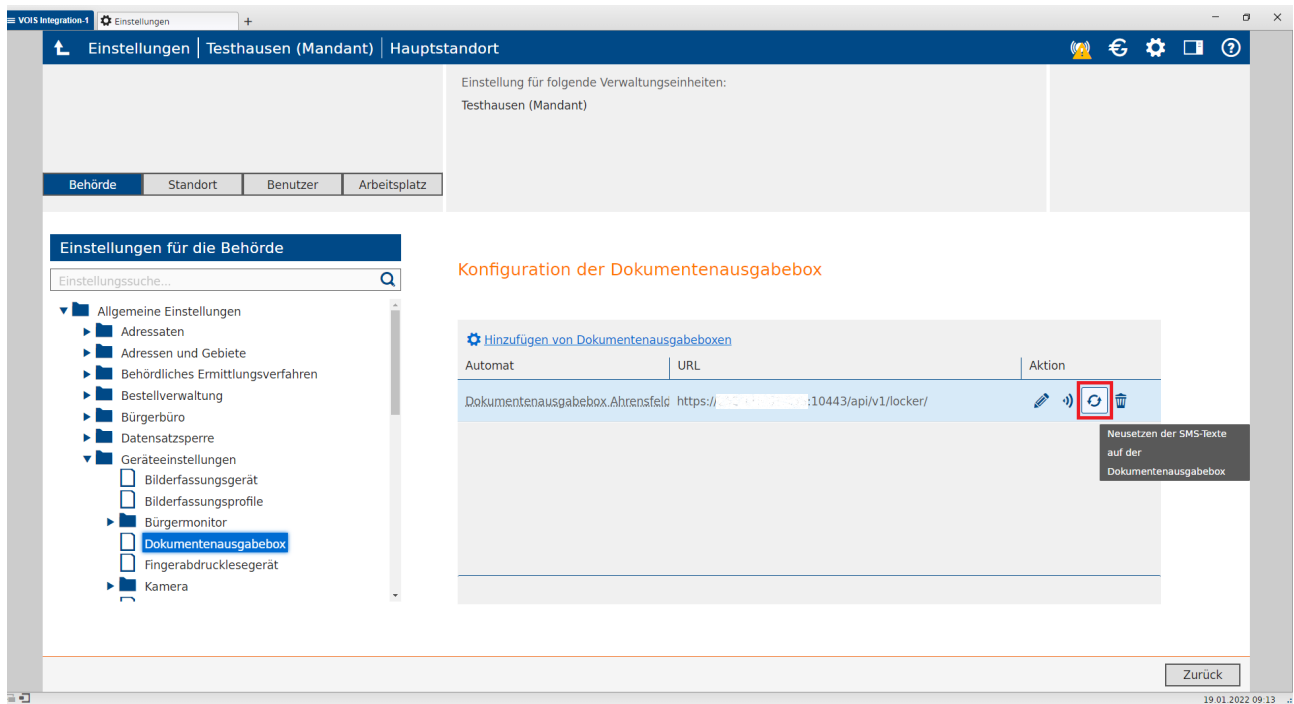 VOIS Integration-1
Einstellungen
Einstellungen | Testhausen (Mandant) | Hauptstandort
Einstellung für folgende Verwaltungseinheiten:
Testhausen (Mandant)
Behörde
Standort
Benutzer
Arbeitsplatz
Einstellungen für die Behörde
Einstellungssuche...
Allgemeine Einstellungen
Adressaten
Adressen und Gebiete
Behördliches Ermittlungsverfahren
Bestellverwaltung
Bürgerbüro
Datensatzsperre
Geräteeinstellungen
Bilderfassungsgerät
Bilderfassungsprofile
Bürgermonitor
Dokumentenausgabebox
Fingerabdrucklesegerät
Kamera
Konfiguration der Dokumentenausgabebox
Hinzufügen von Dokumentenausgabeboxen
Automat
URL
Aktion
Dokumentenausgabebox Ahrensfeld
https://
:10443/api/v1/locker/
Neusetzen der SMS-Texte
auf der
Dokumentenausgabebox
Zurück
19.01.2022 09:13